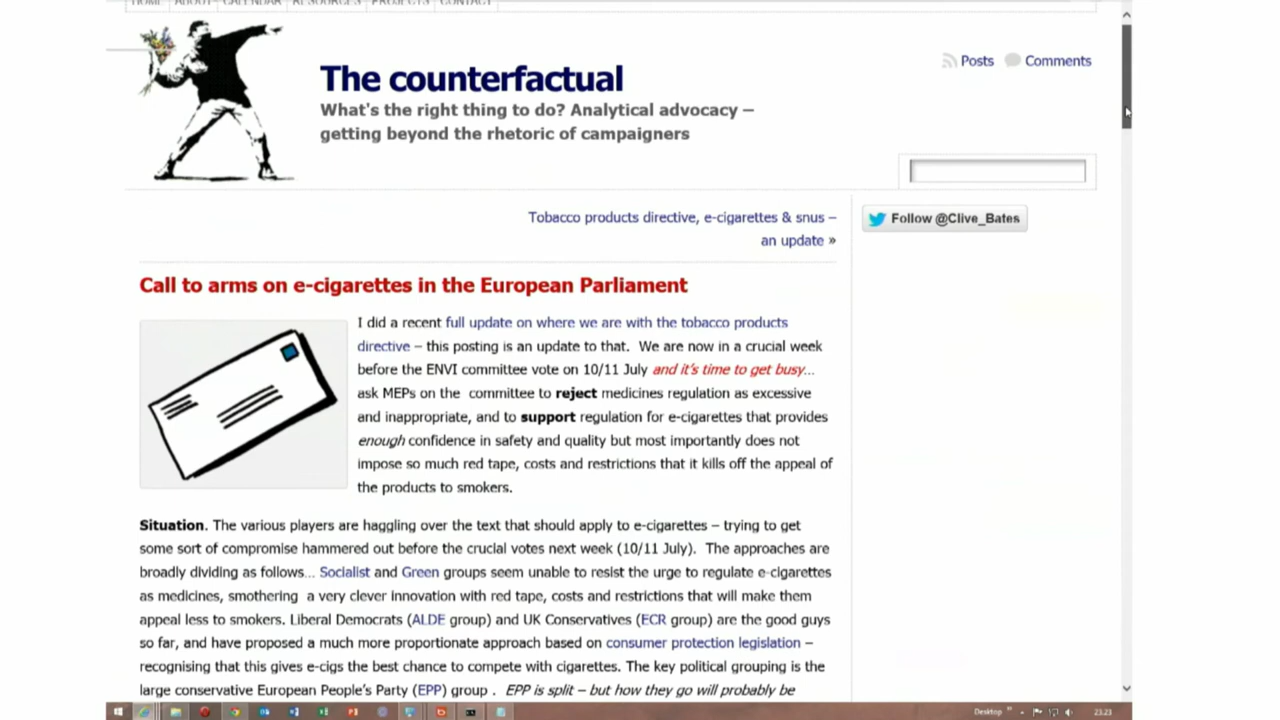 HOME ABOUT CALENDAR RESOURCES PROJECTS CONTACT
The counterfactual
What's the right thing to do? Analytical advocacy –
getting beyond the rhetoric of campaigners
Posts Comments
Tobacco products directive, e-cigarettes & snus –
an update »
Follow @Clive_Bates
Call to arms on e-cigarettes in the European Parliament
I did a recent full update on where we are with the tobacco products
directive – this posting is an update to that. We are now in a crucial week
before the ENVI committee vote on 10/11 July and it's time to get busy...
ask MEPs on the committee to reject medicines regulation as excessive
and inappropriate, and to support regulation for e-cigarettes that provides
enough confidence in safety and quality but most importantly does not
impose so much red tape, costs and restrictions that it kills off the appeal of
the products to smokers.
Situation. The various players are haggling over the text that should apply to e-cigarettes – trying to get
some sort of compromise hammered out before the crucial votes next week (10/11 July). The approaches are
broadly dividing as follows... Socialist and Green groups seem unable to resist the urge to regulate e-cigarettes
as medicines, smothering a very clever innovation with red tape, costs and restrictions that will make them
appeal less to smokers. Liberal Democrats (ALDE group) and UK Conservatives (ECR group) are the good guys
so far, and have proposed a much more proportionate approach based on consumer protection legislation –
recognising that this gives e-cigs the best chance to compete with cigarettes. The key political grouping is the
large conservative European People's Party (EPP) group . EPP is split – but how they go will probably be
Desktop 23:23